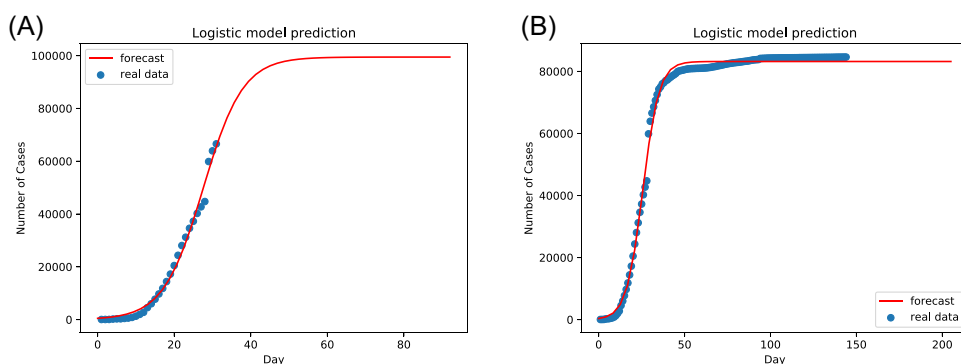 (A)
Logistic model prediction
forecast
real data
100000
80000
60000
40000
20000
0
Number of Cases
0
20
40
60
80
Day
(B)
Logistic model prediction
80000
60000
40000
20000
0
Number of Cases
forecast
real data
0
50
100
150
200
Day